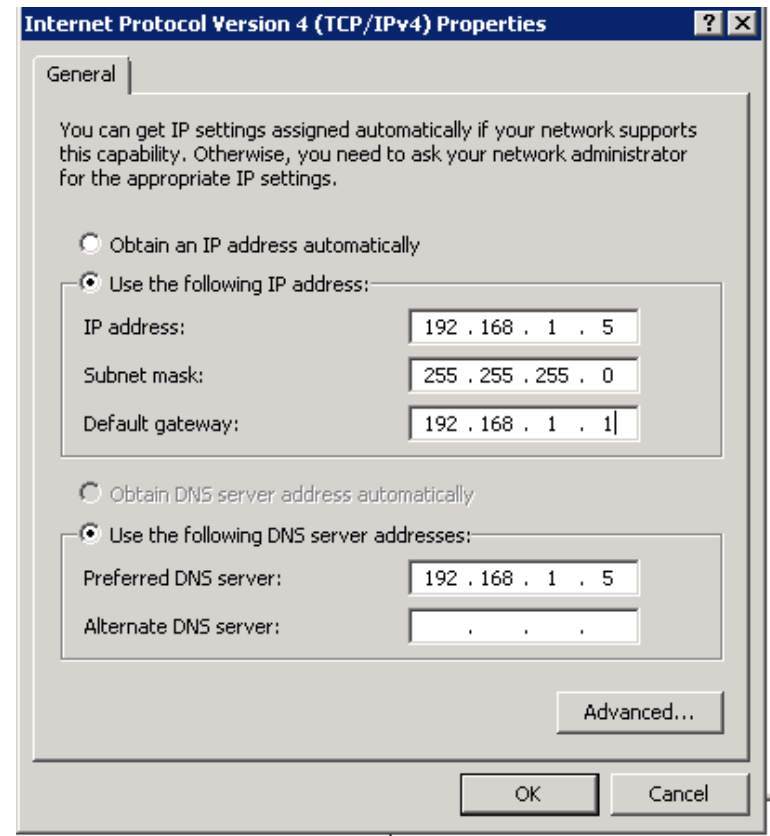 Internet Protocol Version 4 (TCP/IPv4) Properties
General
You can get IP settings assigned automatically if your network supports
this capability. Otherwise, you need to ask your network administrator
for the appropriate IP settings.
Obtain an IP address automatically
Use the following IP address:
IP address: 192 . 168 . 1 . 5
Subnet mask: 255 . 255 . 255 . 0
Default gateway: 192 . 168 . 1 . 1
Obtain DNS server address automatically
Use the following DNS server addresses:
Preferred DNS server: 192 . 168 . 1 . 5
Alternate DNS server: . . .
Advanced...
OK Cancel